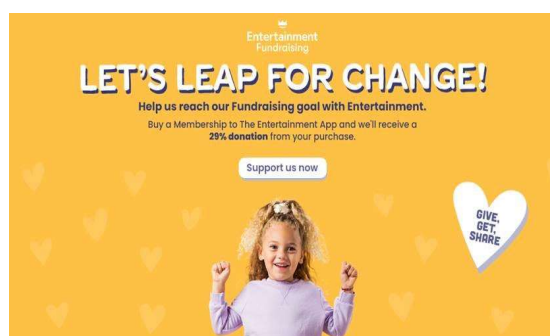 Entertainment
Fundraising
LET'S LEAP FOR CHANGE!
Help us reach our Fundraising goal with Entertainment.
Buy a Membership to The Entertainment App and we'll receive a
29% donation from your purchase.
Support us now
GIVE,
GET,
SHARE